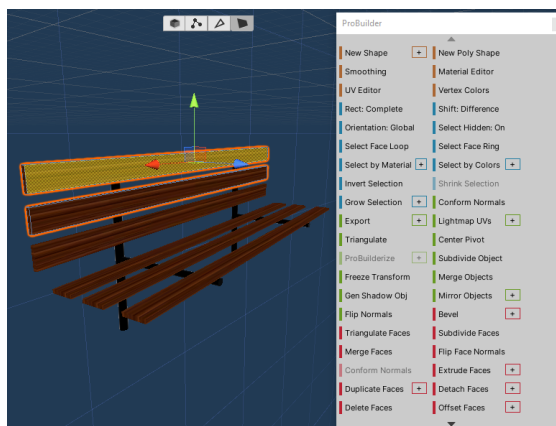 ProBuilder
New Shape + New Poly Shape
Smoothing Material Editor
UV Editor Vertex Colors
Rect: Complete Shift: Difference
Orientation: Global Select Hidden: On
Select Face Loop Select Face Ring
Select by Material + Select by Colors +
Invert Selection Shrink Selection
Grow Selection + Conform Normals
Export + Lightmap UVs +
Triangulate Center Pivot
ProBuilderize + Subdivide Object
Freeze Transform Merge Objects
Gen Shadow Obj Mirror Objects +
Flip Normals Bevel +
Triangulate Faces Subdivide Faces
Merge Faces Flip Face Normals
Conform Normals Extrude Faces +
Duplicate Faces + Detach Faces +
Delete Faces Offset Faces +